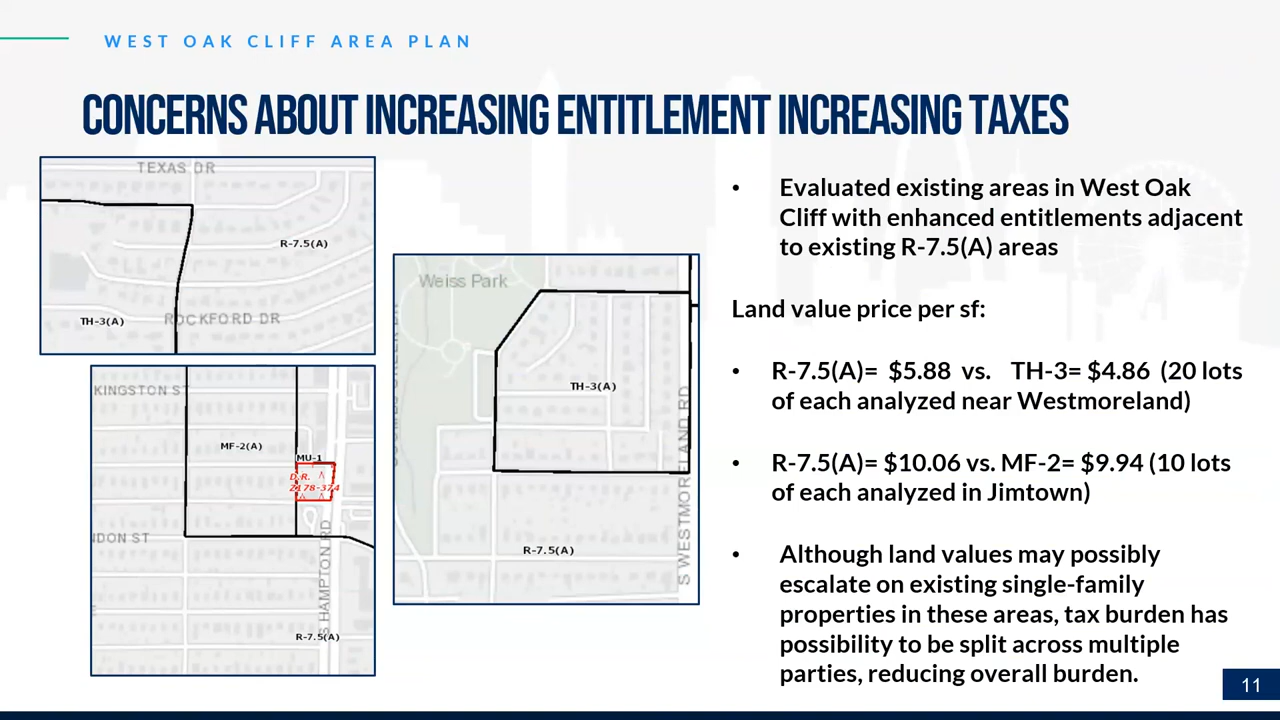 WEST OAK CLIFF AREA PLAN
CONCERNS ABOUT INCREASING ENTITLEMENT INCREASING TAXES
TEXAS DR
R-7.5(A)
TH-3(A)
ROCKFORD DR
KINGSTON ST
MF-2(A)
MU-1
D.R.
Z178-374
NDON ST
S HAMPTON RD
R-7.5(A)
Weiss Park
TH-3(A)
S WESTMORELAND RD
R-7.5(A)
• Evaluated existing areas in West Oak
Cliff with enhanced entitlements adjacent
to existing R-7.5(A) areas
Land value price per sf:
• R-7.5(A)= $5.88 vs. TH-3= $4.86 (20 lots
of each analyzed near Westmoreland)
• R-7.5(A)= $10.06 vs. MF-2= $9.94 (10 lots
of each analyzed in Jimtown)
• Although land values may possibly
escalate on existing single-family
properties in these areas, tax burden has
possibility to be split across multiple
parties, reducing overall burden.
11